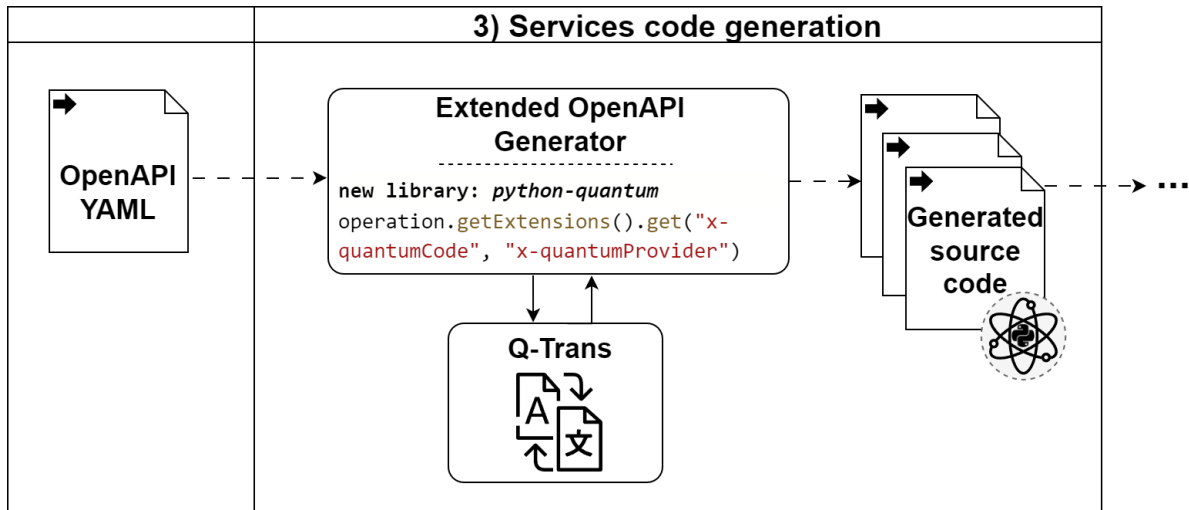 3) Services code generation
OpenAPI
YAML
Extended OpenAPI
Generator
new library: python-quantum
operation.getExtensions().get("x-
quantumCode", "x-quantumProvider")
Q-Trans
A
文
Generated
source
code
...